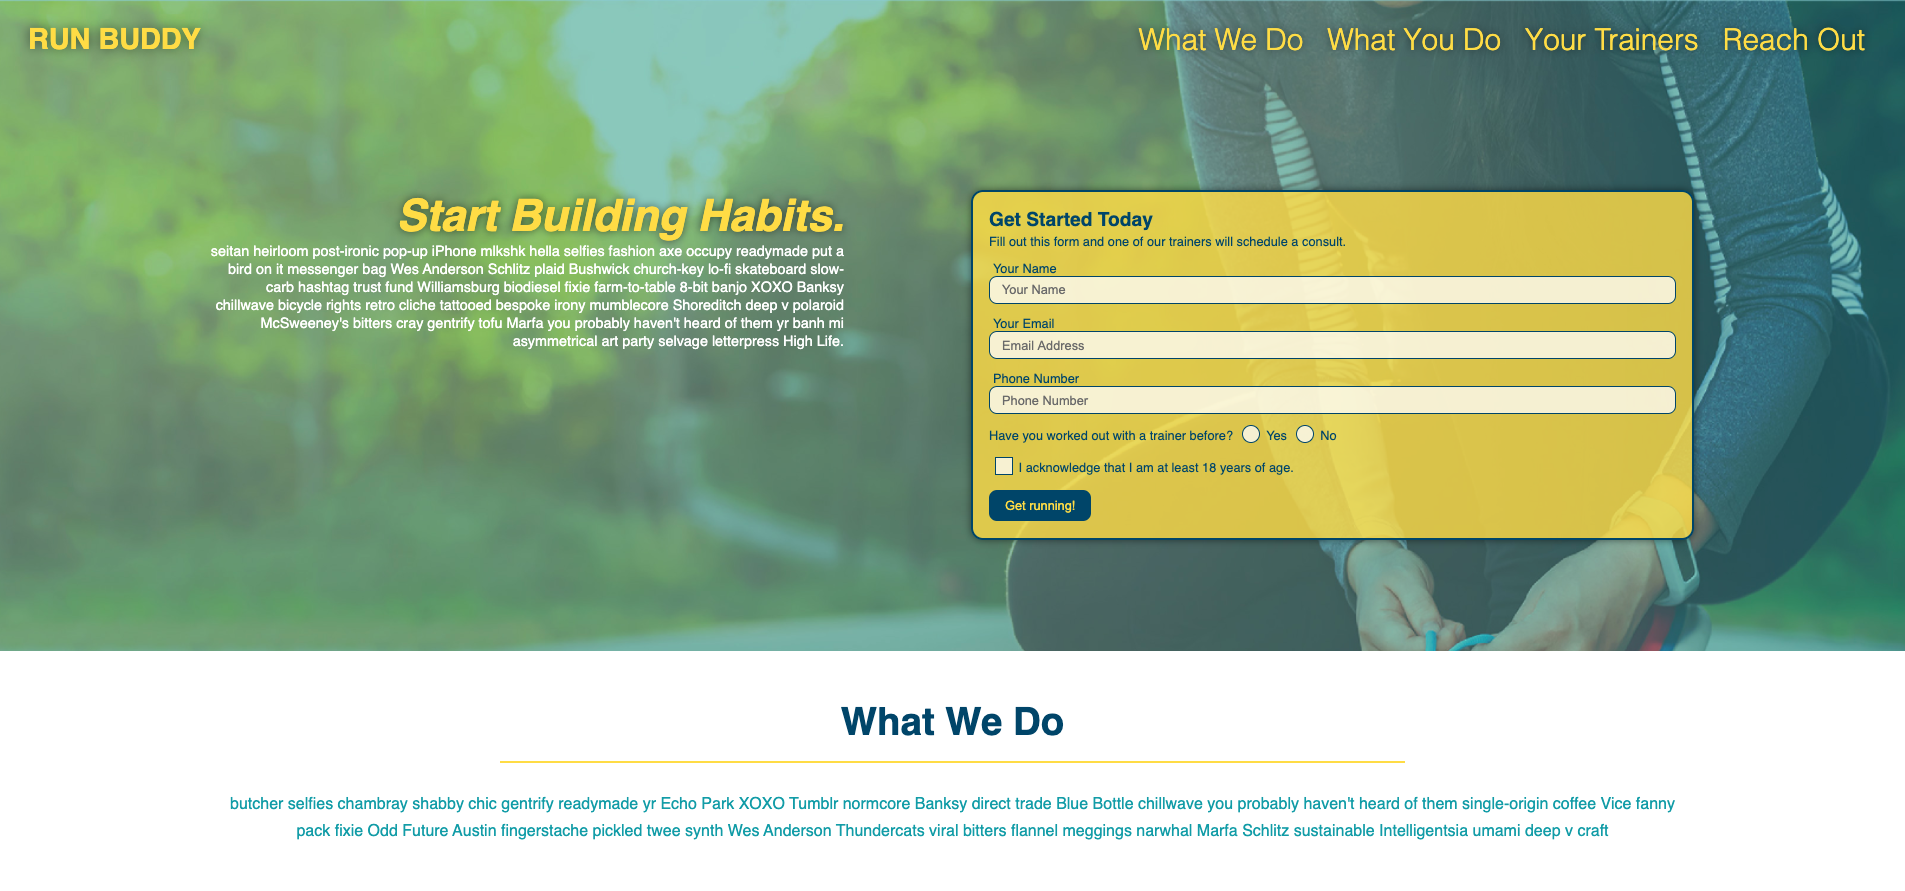 RUN BUDDY
What We Do What You Do Your Trainers Reach Out
Start Building Habits.
seitan heirloom post-ironic pop-up iPhone mlkshk hella selfies fashion axe occupy readymade put a
bird on it messenger bag Wes Anderson Schlitz plaid Bushwick church-key lo-fi skateboard slow-
carb hashtag trust fund Williamsburg biodiesel fixie farm-to-table 8-bit banjo XOXO Banksy
chillwave bicycle rights retro cliche tattooed bespoke irony mumblecore Shoreditch deep v polaroid
McSweeney's bitters cray gentrify tofu Marfa you probably haven't heard of them yr banh mi
asymmetrical art party selvage letterpress High Life.
Get Started Today
Fill out this form and one of our trainers will schedule a consult.
Your Name
Your Name
Your Email
Email Address
Phone Number
Phone Number
Have you worked out with a trainer before? Yes No
I acknowledge that I am at least 18 years of age.
Get running!
What We Do
butcher selfies chambray shabby chic gentrify readymade yr Echo Park XOXO Tumblr normcore Banksy direct trade Blue Bottle chillwave you probably haven't heard of them single-origin coffee Vice fanny
pack fixie Odd Future Austin fingerstache pickled twee synth Wes Anderson Thundercats viral bitters flannel meggings narwhal Marfa Schlitz sustainable Intelligentsia umami deep v craft